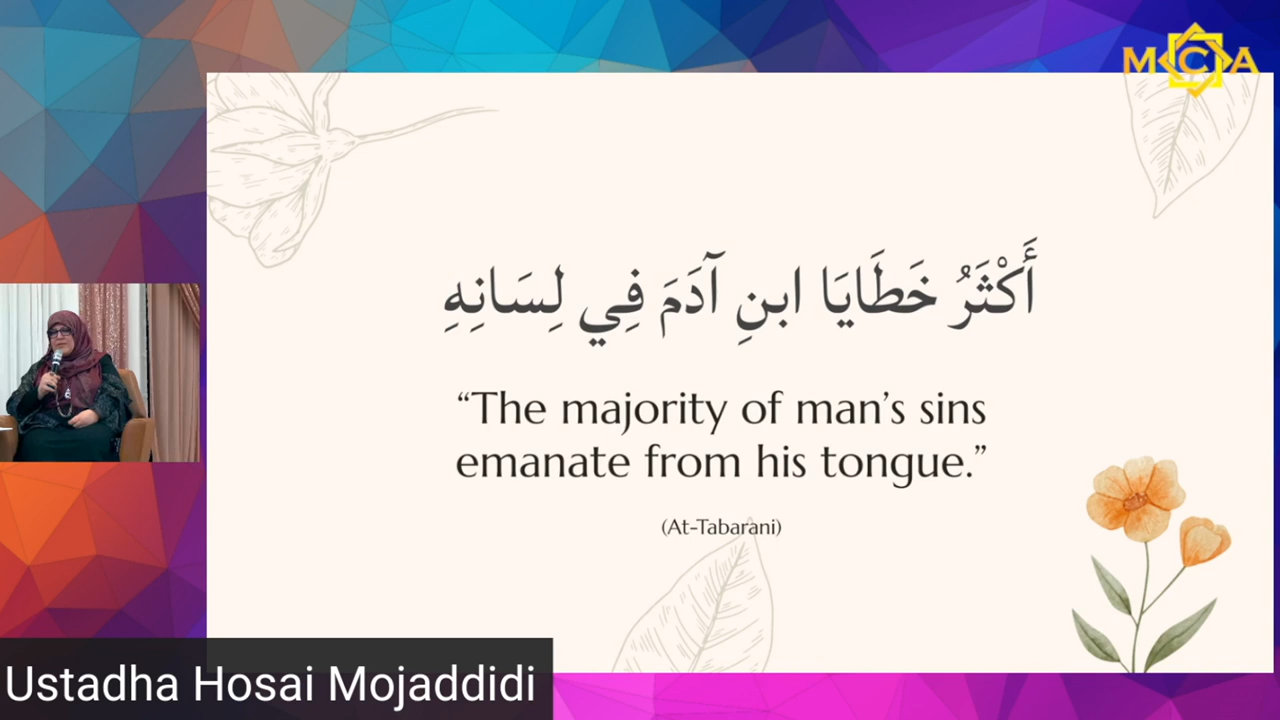 MCA
أَكْثَرُ خَطَايَا ابنِ آدَمَ فِي لِسَانِهِ
“The majority of man’s sins
emanate from his tongue.”
(At-Tabarani)
Ustadha Hosai Mojaddidi